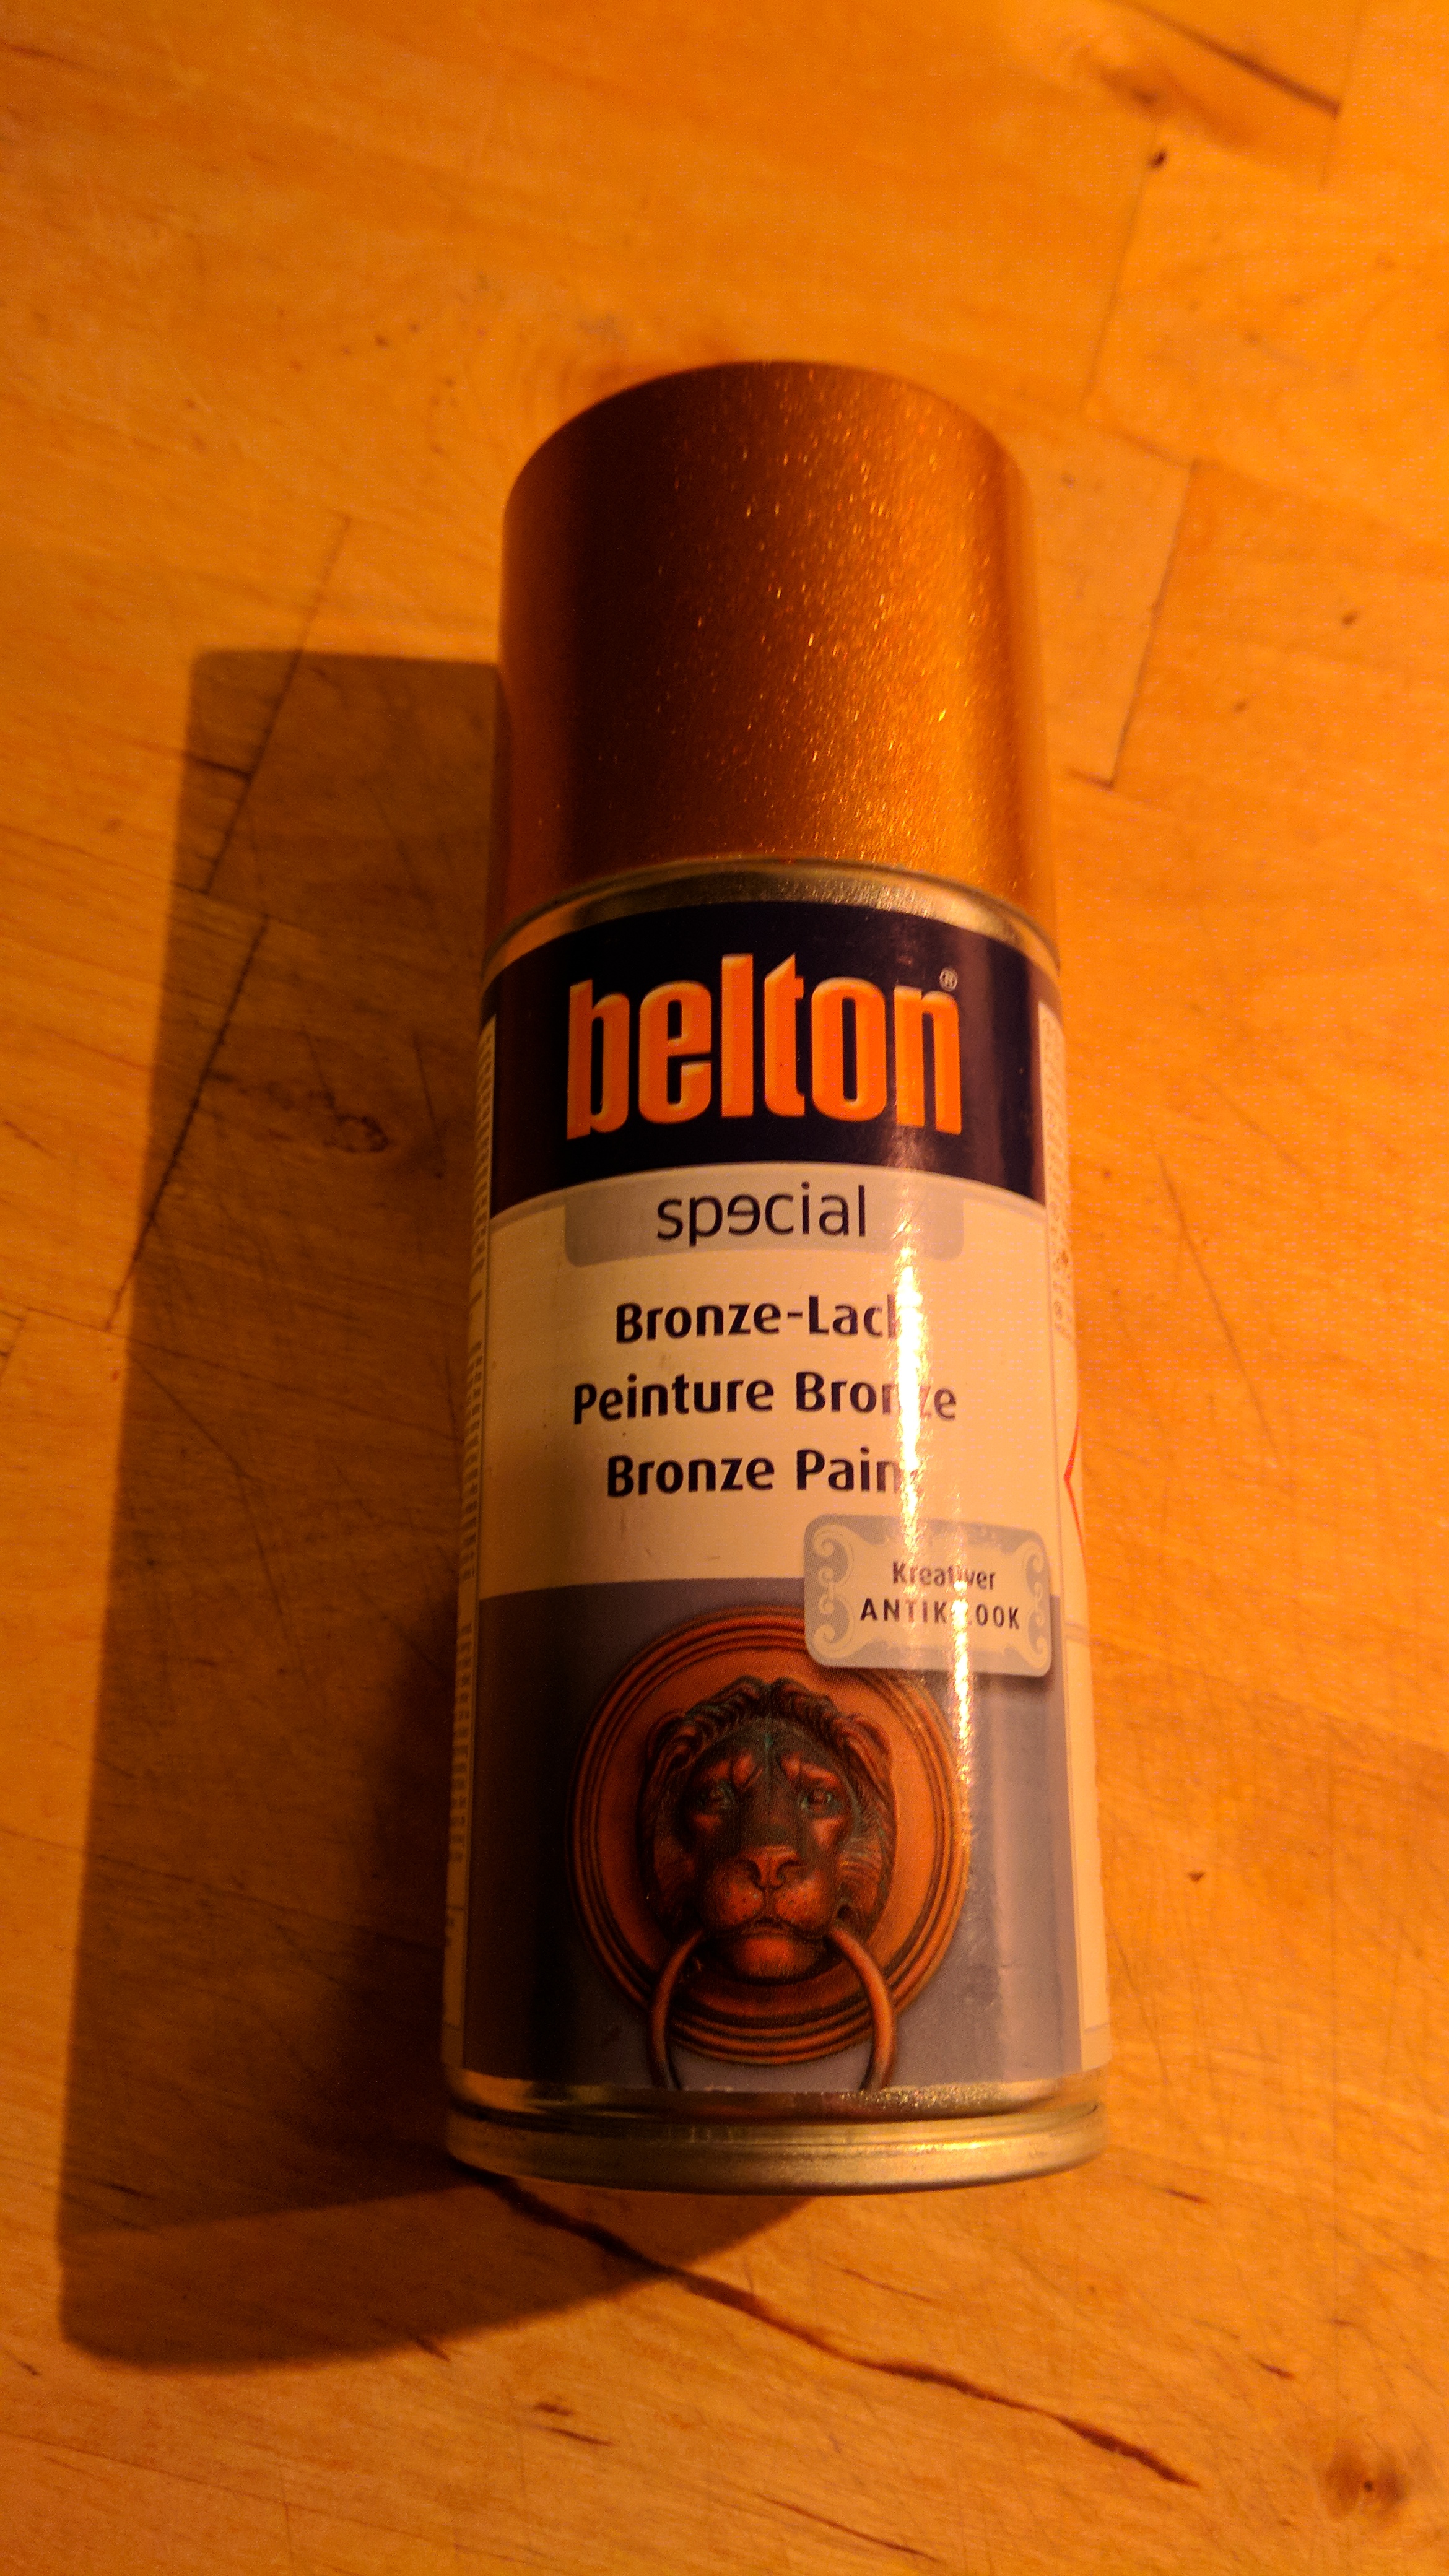 belton®
special
Bronze-Lack
Peinture Bronze
Bronze Paint
Kreativer
ANTIK-LOOK